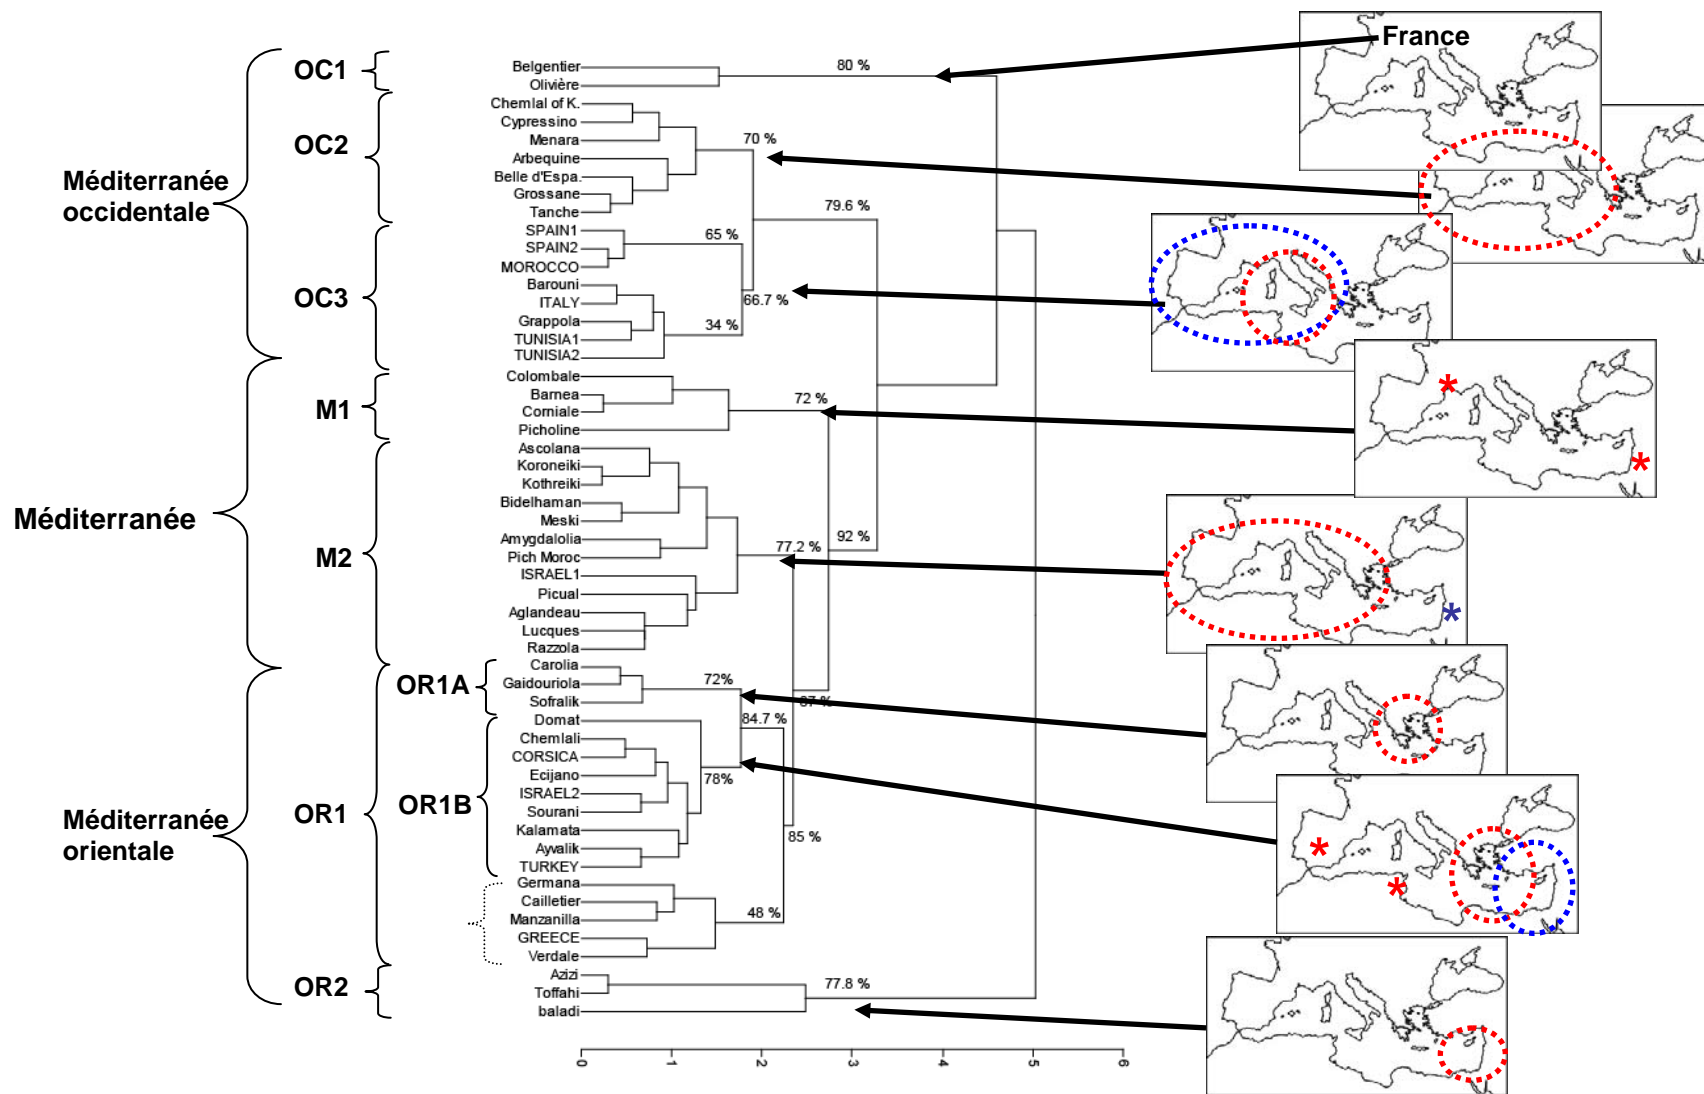 Méditerranée
occidentale
Méditerranée
Méditerranée
orientale
OC1
OC2
OC3
M1
M2
OR1
OR2
OR1A
OR1B
Belgentier
Olivière
Chemlal of K.
Cypressino
Menara
Arbequine
Belle d'Espa.
Grossane
Tanche
SPAIN1
SPAIN2
MOROCCO
Barouni
ITALY
Grappola
TUNISIA1
TUNISIA2
Colombale
Barnea
Corniale
Picholine
Ascolana
Koroneiki
Kothreiki
Bidelhaman
Meski
Amygdalolia
Pich Moroc
ISRAEL1
Picual
Aglandeau
Lucques
Razzola
Carolia
Gaidouriola
Sofralik
Domat
Chemlali
CORSICA
Ecijano
ISRAEL2
Sourani
Kalamata
Ayvalik
TURKEY
Germana
Cailletier
Manzanilla
GREECE
Verdale
Azizi
Toffahi
baladi
80 %
70 %
79.6 %
65 %
66.7 %
34 %
72 %
92 %
77.2 %
72%
87 %
84.7 %
78%
85 %
48 %
77.8 %
0 1 2 3 4 5 6
France
* *
*
* *